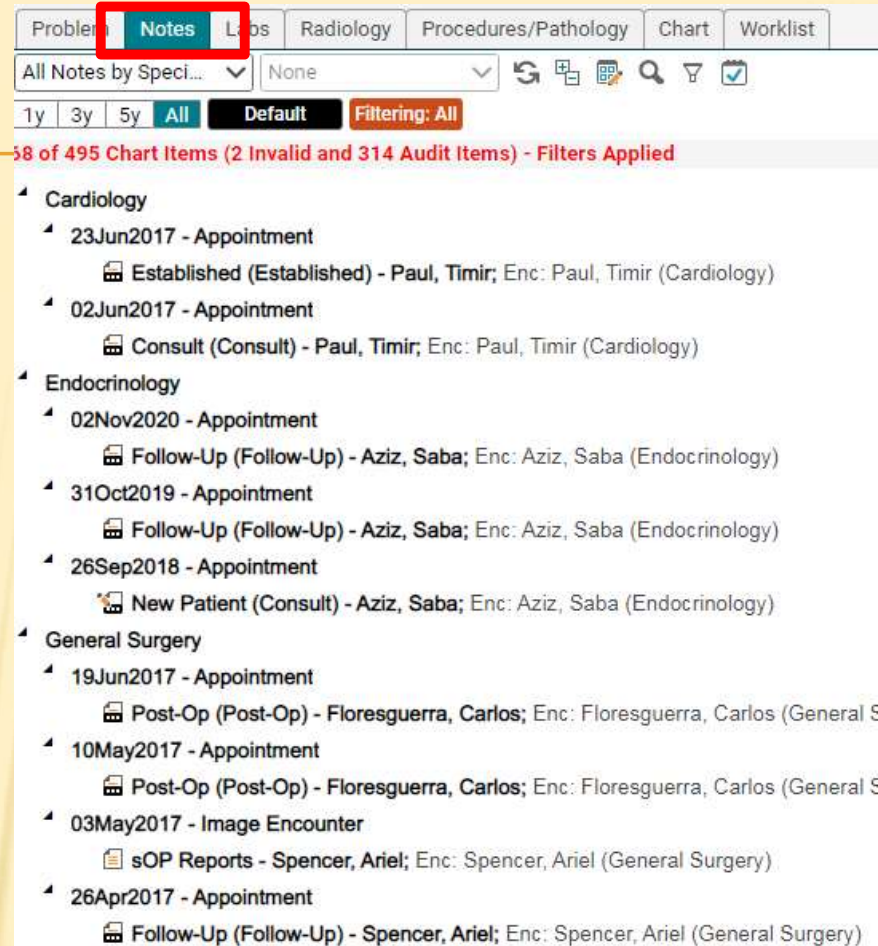 Problem Notes Labs Radiology Procedures/Pathology Chart Worklist
All Notes by Speci... None
1y 3y 5y All Default Filtering: All
68 of 495 Chart Items (2 Invalid and 314 Audit Items) - Filters Applied
Cardiology
23Jun2017 - Appointment
Established (Established) - Paul, Timir; Enc: Paul, Timir (Cardiology)
02Jun2017 - Appointment
Consult (Consult) - Paul, Timir; Enc: Paul, Timir (Cardiology)
Endocrinology
02Nov2020 - Appointment
Follow-Up (Follow-Up) - Aziz, Saba; Enc: Aziz, Saba (Endocrinology)
31Oct2019 - Appointment
Follow-Up (Follow-Up) - Aziz, Saba; Enc: Aziz, Saba (Endocrinology)
26Sep2018 - Appointment
New Patient (Consult) - Aziz, Saba; Enc: Aziz, Saba (Endocrinology)
General Surgery
19Jun2017 - Appointment
Post-Op (Post-Op) - Floresguerra, Carlos; Enc: Floresguerra, Carlos (General S
10May2017 - Appointment
Post-Op (Post-Op) - Floresguerra, Carlos; Enc: Floresguerra, Carlos (General S
03May2017 - Image Encounter
sOP Reports - Spencer, Ariel; Enc: Spencer, Ariel (General Surgery)
26Apr2017 - Appointment
Follow-Up (Follow-Up) - Spencer, Ariel; Enc: Spencer, Ariel (General Surgery)